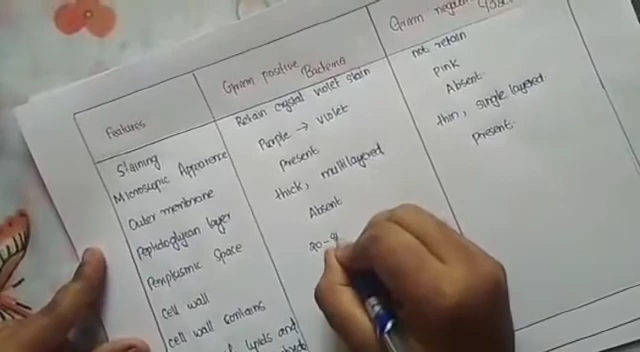 Features
Gram positive Bacteria
Gram negative
Staining
Retain crystal violet stain
not retain
Microscopic Appearence
Purple → violet
Pink
Outer membrane
Present
Absent
Peptidoglycan layer
thick, multilayered
thin, single layered
Periplasmic Space
Absent
Present
Cell wall
20-
Cell wall contains
lipids and